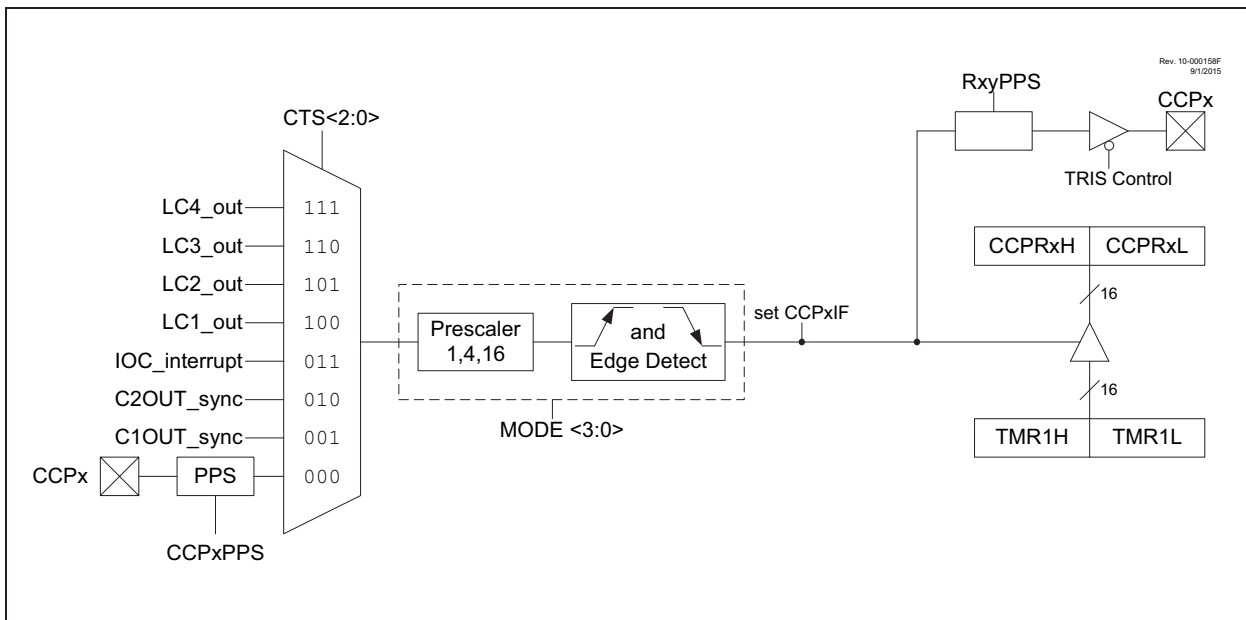 Rev. 10-000158F
9/1/2015
RxyPPS
CCPx
CTS<2:0>
TRIS Control
LC4_out 111
LC3_out 110
LC2_out 101
LC1_out 100
IOC_interrupt 011
C2OUT_sync 010
C1OUT_sync 001
CCPx PPS 000
CCPxPPS
Prescaler
1,4,16
and
Edge Detect
MODE <3:0>
set CCPxIF
CCPRxH CCPRxL
16
16
TMR1H TMR1L